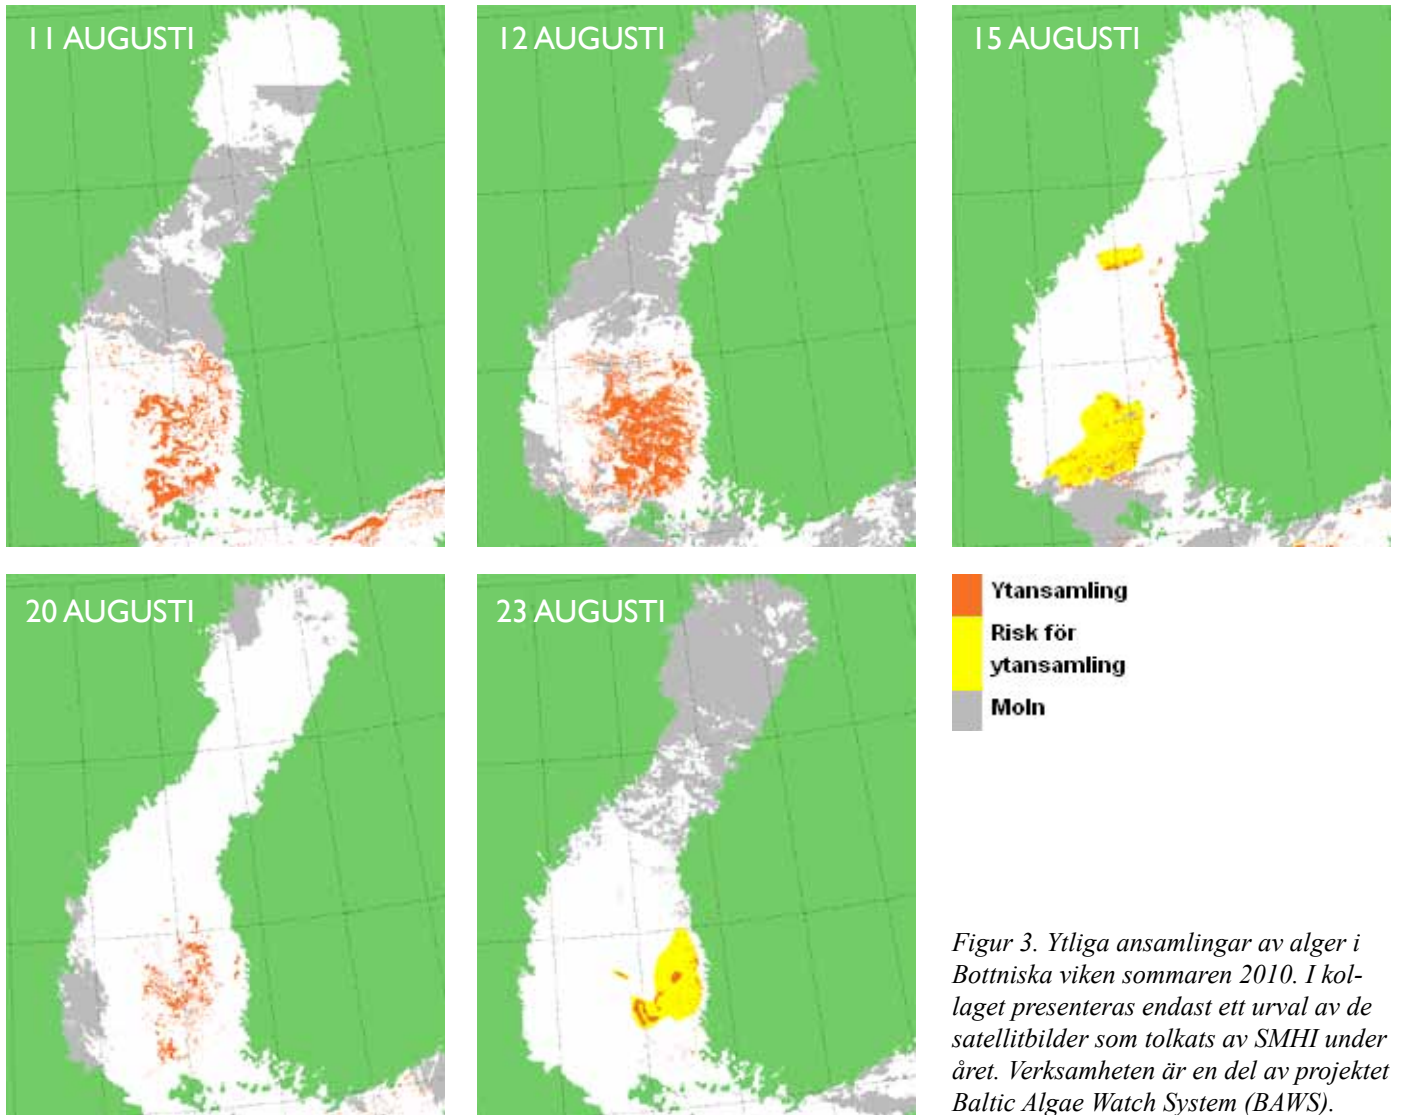 11 AUGUSTI
12 AUGUSTI
15 AUGUSTI
20 AUGUSTI
23 AUGUSTI
Ytansamling
Risk för
ytansamling
Moln
Figur 3. Ytliga ansamlingar av alger i
Bottniska viken sommaren 2010. I kol-
laget presenteras endast ett urval av de
satellitbilder som tolkats av SMHI under
året. Verksamheten är en del av projektet
Baltic Algae Watch System (BAWS).